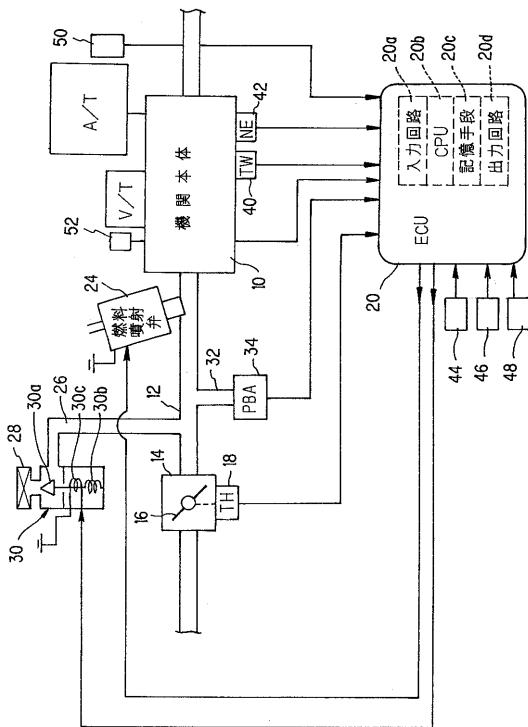 50
A/T
V/T
52
機関本体
NE
42
TW
40
10
24
燃料
噴射
弁
12
32
PBA
34
28
30a
26
30c
30b
30
14
16
TH
18
20a
20b
20c
20d
入力回路
CPU
記憶手段
出力回路
ECU
20
44
46
48